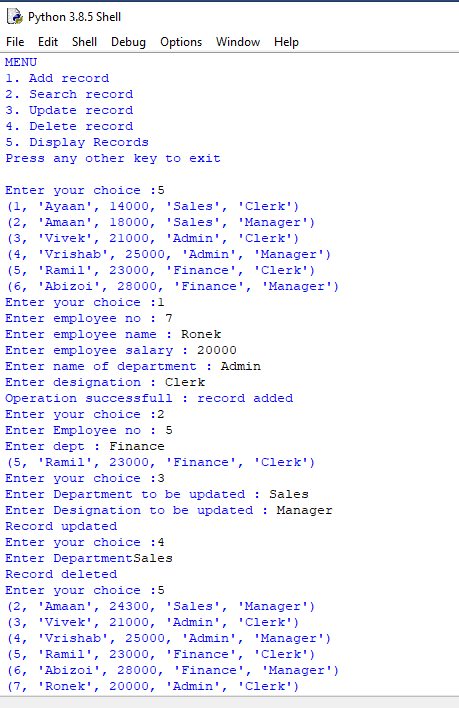 Python 3.8.5 Shell
File Edit Shell Debug Options Window Help
MENU
1. Add record
2. Search record
3. Update record
4. Delete record
5. Display Records
Press any other key to exit
Enter your choice :5
(1, 'Ayaan', 14000, 'Sales', 'Clerk')
(2, 'Amaan', 18000, 'Sales', 'Manager')
(3, 'Vivek', 21000, 'Admin', 'Clerk')
(4, 'Vrishab', 25000, 'Admin', 'Manager')
(5, 'Ramil', 23000, 'Finance', 'Clerk')
(6, 'Abizoi', 28000, 'Finance', 'Manager')
Enter your choice :1
Enter employee no : 7
Enter employee name : Ronek
Enter employee salary : 20000
Enter name of department : Admin
Enter designation : Clerk
Operation successfull : record added
Enter your choice :2
Enter Employee no : 5
Enter dept : Finance
(5, 'Ramil', 23000, 'Finance', 'Clerk')
Enter your choice :3
Enter Department to be updated : Sales
Enter Designation to be updated : Manager
Record updated
Enter your choice :4
Enter DepartmentSales
Record deleted
Enter your choice :5
(2, 'Amaan', 24300, 'Sales', 'Manager')
(3, 'Vivek', 21000, 'Admin', 'Clerk')
(4, 'Vrishab', 25000, 'Admin', 'Manager')
(5, 'Ramil', 23000, 'Finance', 'Clerk')
(6, 'Abizoi', 28000, 'Finance', 'Manager')
(7, 'Ronek', 20000, 'Admin', 'Clerk')